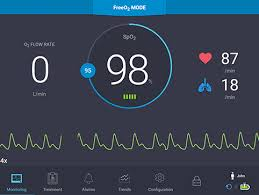 FreeO₂ MODE
O₂ FLOW RATE
0
L/min
SpO₂
95
98
%
87
/min
18
/min
4x
Monitoring
Treatment
Alarms
Trends
Configuration
Jobs